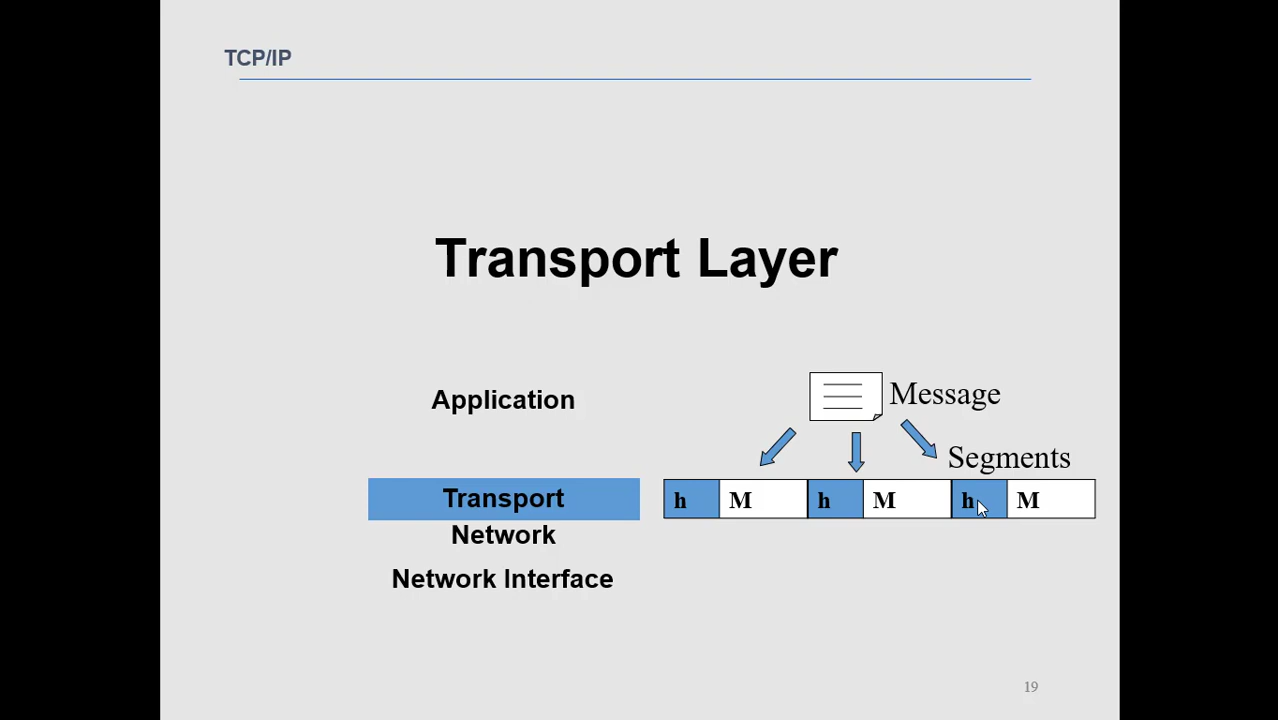 TCP/IP
Transport Layer
Application
Message
Segments
Transport
h M h M h M
Network
Network Interface
19